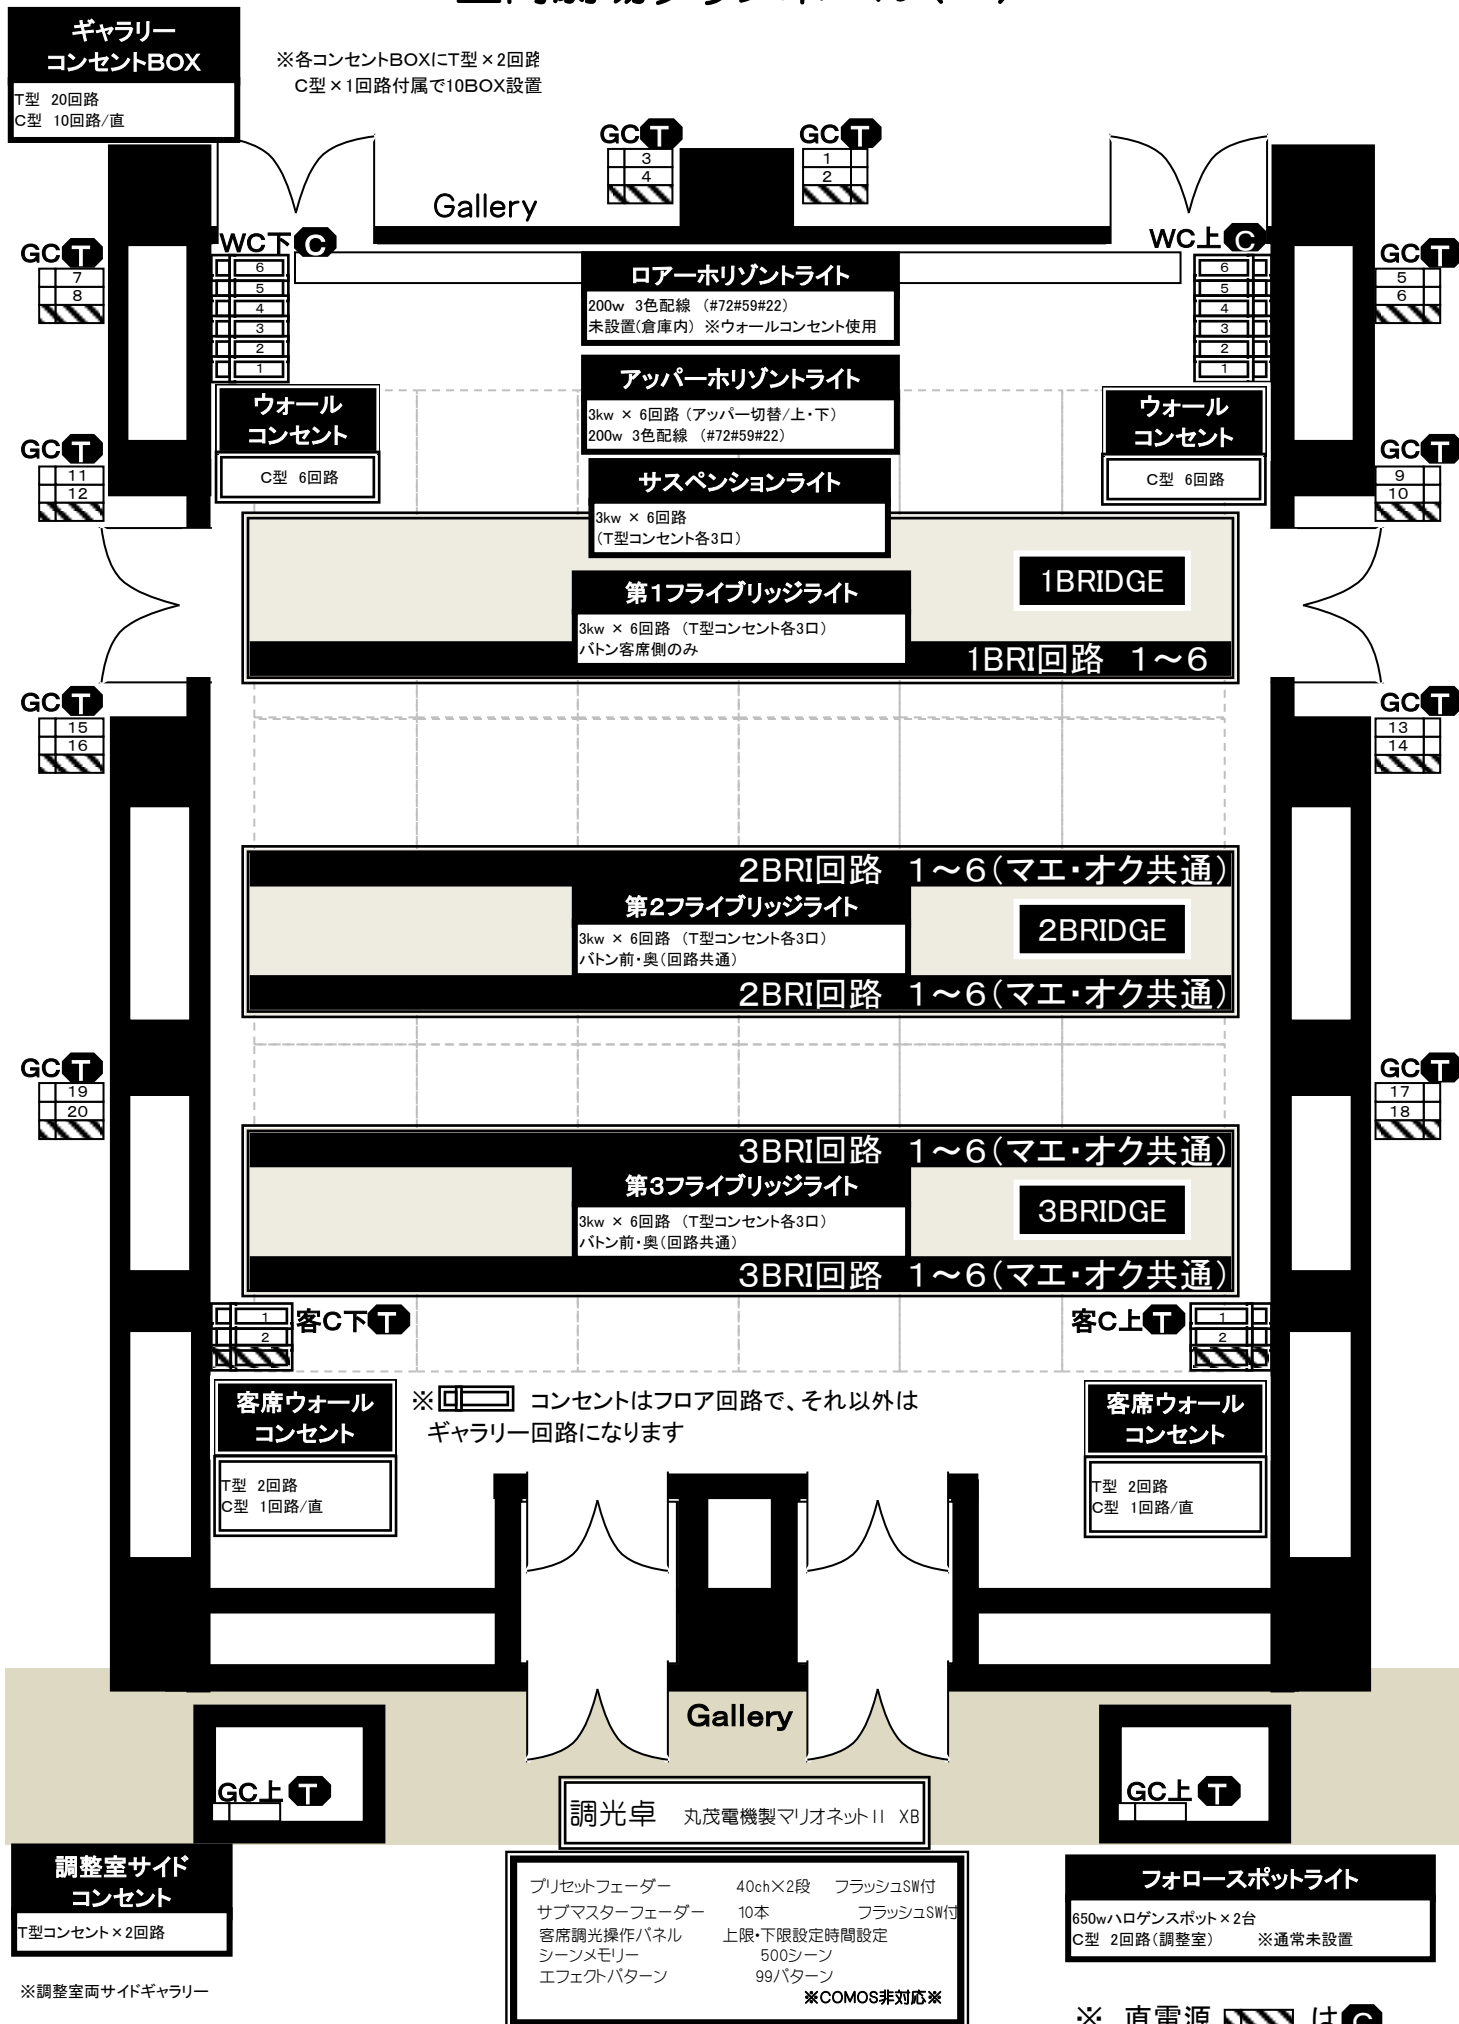 ギャラリー
コンセントBOX
T型 20回路
C型 10回路/直
※各コンセントBOXにT型×2回路
C型×1回路付属で10BOX設置
GC T
3
4
GC T
1
2
Gallery
WC下 C
6
5
4
3
2
1
WC上 C
6
5
4
3
2
1
GC T
7
8
GC T
5
6
ロアーホリゾントライト
200w 3色配線 (#72#59#22)
未設置(倉庫内) ※ウォールコンセント使用
アッパーホリゾントライト
3kw × 6回路 (アッパー切替/上・下)
200w 3色配線 (#72#59#22)
ウォール
コンセント
C型 6回路
ウォール
コンセント
C型 6回路
GC T
11
12
GC T
9
10
サスペンションライト
3kw × 6回路
(T型コンセント各3口)
1BRIDGE
第1フライブリッジライト
3kw × 6回路 (T型コンセント各3口)
バトン客席側のみ
1BRI回路 1〜6
GC T
15
16
GC T
13
14
2BRI回路 1〜6(マエ・オク共通)
第2フライブリッジライト
3kw × 6回路 (T型コンセント各3口)
バトン前・奥(回路共通)
2BRIDGE
2BRI回路 1〜6(マエ・オク共通)
GC T
19
20
GC T
17
18
3BRI回路 1〜6(マエ・オク共通)
第3フライブリッジライト
3kw × 6回路 (T型コンセント各3口)
バトン前・奥(回路共通)
3BRIDGE
3BRI回路 1〜6(マエ・オク共通)
1
2
客C下 T
客C上 T
1
2
客席ウォール
コンセント
T型 2回路
C型 1回路/直
※ コンセントはフロア回路で、それ以外は
ギャラリー回路になります
客席ウォール
コンセント
T型 2回路
C型 1回路/直
Gallery
GC上 T
GC上 T
調光卓 丸茂電機製マリオネットII XB
調整室サイド
コンセント
T型コンセント×2回路
※調整室両サイドギャラリー
プリセットフェーダー 40ch×2段 フラッシュSW付
サブマスターフェーダー 10本 フラッシュSW付
客席調光操作パネル 上限・下限設定時間設定
シーンメモリー 500シーン
エフェクトパターン 99パターン
※COMOS非対応※
フォロースポットライト
650wハロゲンスポット×2台
C型 2回路(調整室) ※通常未設置
※ 直電源 は C